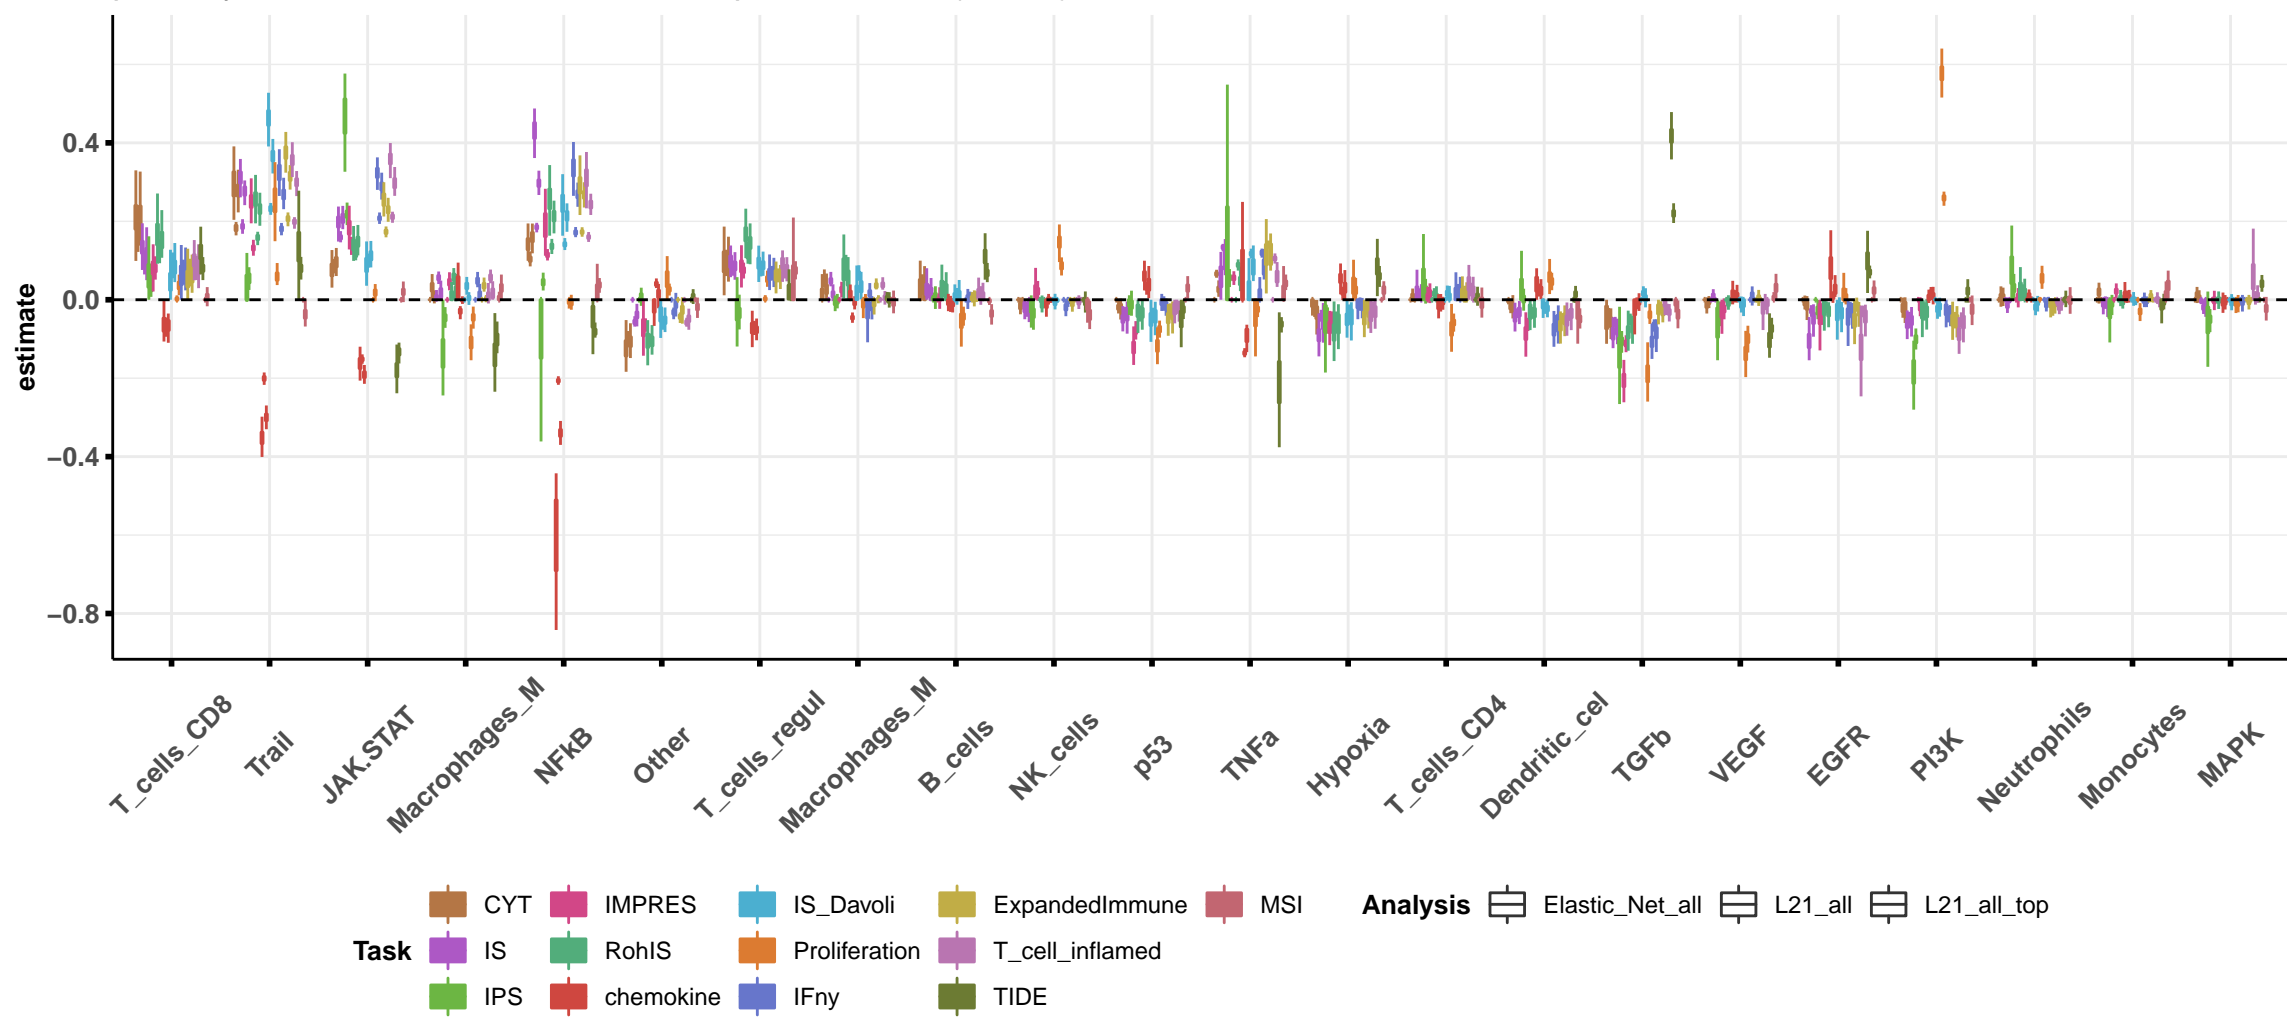 estimate
0.4
0.0
−0.4
−0.8
T_cells_CD8
Trail
JAK.STAT
Macrophages_M
NFkB
Other
T_cells_regul
Macrophages_M
B_cells
NK_cells
p53
TNFa
Hypoxia
T_cells_CD4
Dendritic_cel
TGFb
VEGF
EGFR
PI3K
Neutrophils
Monocytes
MAPK
Task
CYT
IS
IPS
IMPRES
RohIS
chemokine
IS_Davoli
Proliferation
IFny
ExpandedImmune
T_cell_inflamed
TIDE
MSI
Analysis
Elastic_Net_all
L21_all
L21_all_top